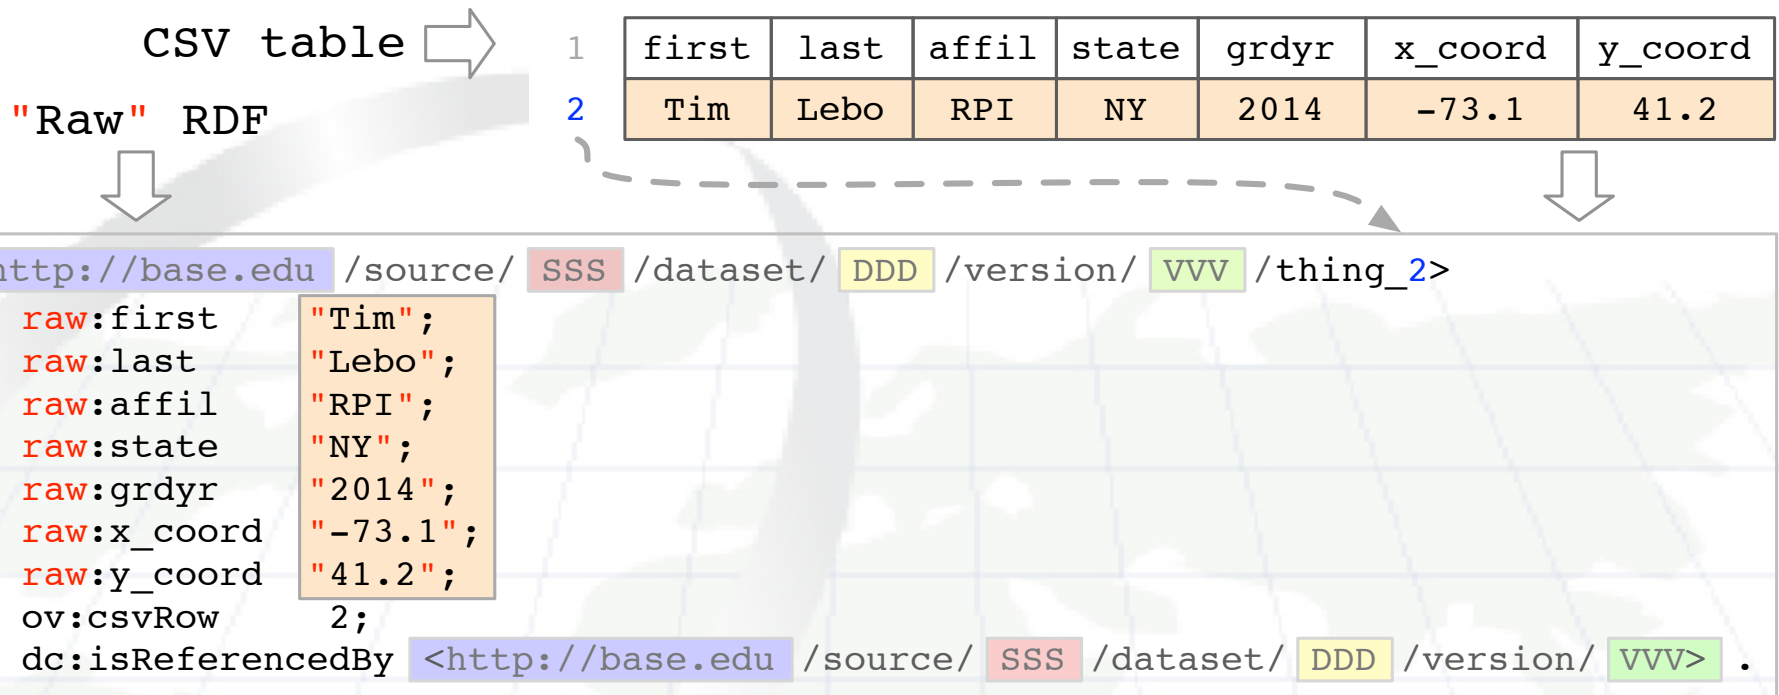 CSV table
1 first last affil state grdyr x_coord y_coord
"Raw" RDF
2 Tim Lebo RPI NY 2014 -73.1 41.2
http://base.edu /source/ SSS /dataset/ DDD /version/ VVV /thing_2>
raw:first "Tim";
raw:last "Lebo";
raw:affil "RPI";
raw:state "NY";
raw:grdyr "2014";
raw:x_coord "-73.1";
raw:y_coord "41.2";
ov:csvRow 2;
dc:isReferencedBy <http://base.edu /source/ SSS /dataset/ DDD /version/ VVV> .